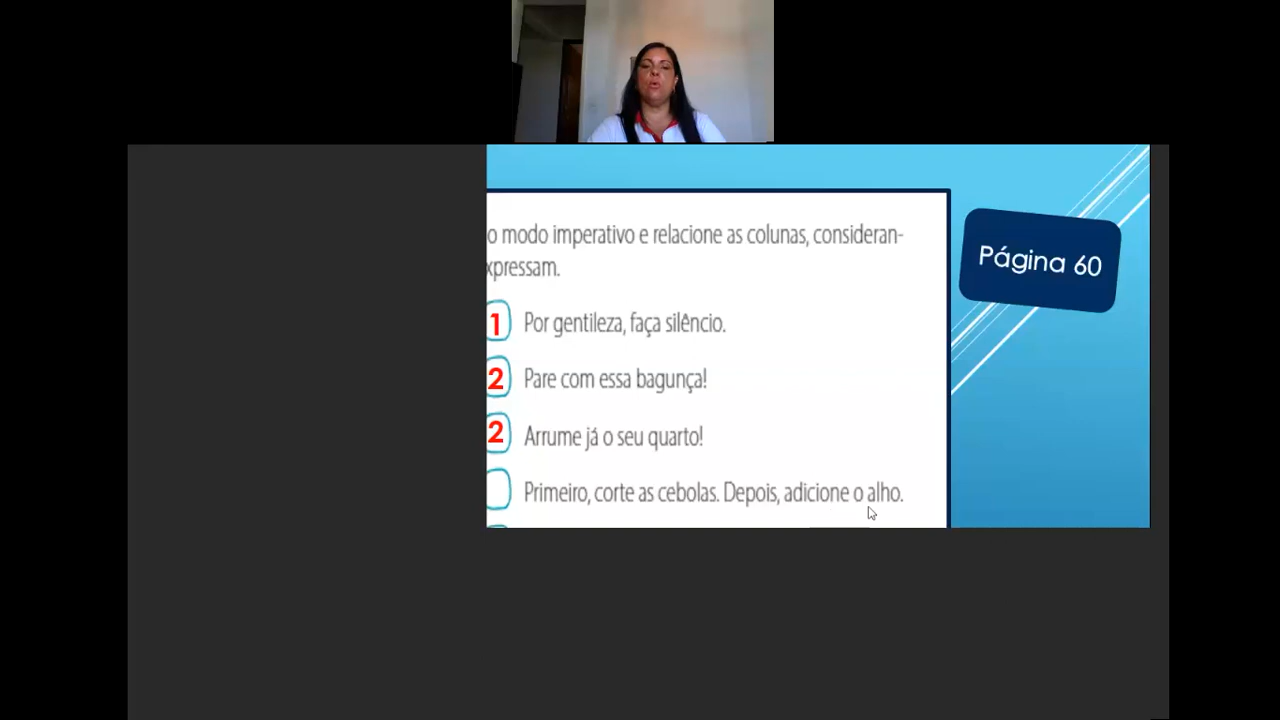 o modo imperativo e relacione as colunas, consideran-
xpressam.
Página 60
1 Por gentileza, faça silêncio.
2 Pare com essa bagunça!
2 Arrume já o seu quarto!
Primeiro, corte as cebolas. Depois, adicione o alho.